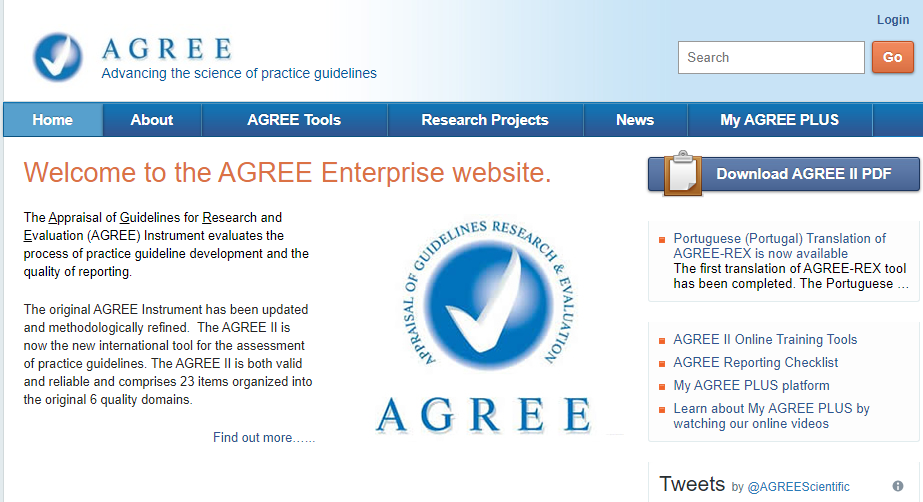 Login
AGREE
Advancing the science of practice guidelines
Search
Go
Home
About
AGREE Tools
Research Projects
News
My AGREE PLUS
Welcome to the AGREE Enterprise website.
The Appraisal of Guidelines for Research and
Evaluation (AGREE) Instrument evaluates the
process of practice guideline development and the
quality of reporting.
The original AGREE Instrument has been updated
and methodologically refined.  The AGREE II is
now the new international tool for the assessment
of practice guidelines. The AGREE II is both valid
and reliable and comprises 23 items organized into
the original 6 quality domains.
Find out more…...
APPRAISAL OF GUIDELINES RESEARCH & EVALUATION
AGREE
Download AGREE II PDF
Portuguese (Portugal) Translation of
AGREE-REX is now available
The first translation of AGREE-REX tool
has been completed. The Portuguese …
AGREE II Online Training Tools
AGREE Reporting Checklist
My AGREE PLUS platform
Learn about My AGREE PLUS by
watching our online videos
Tweets by @AGREEScientific